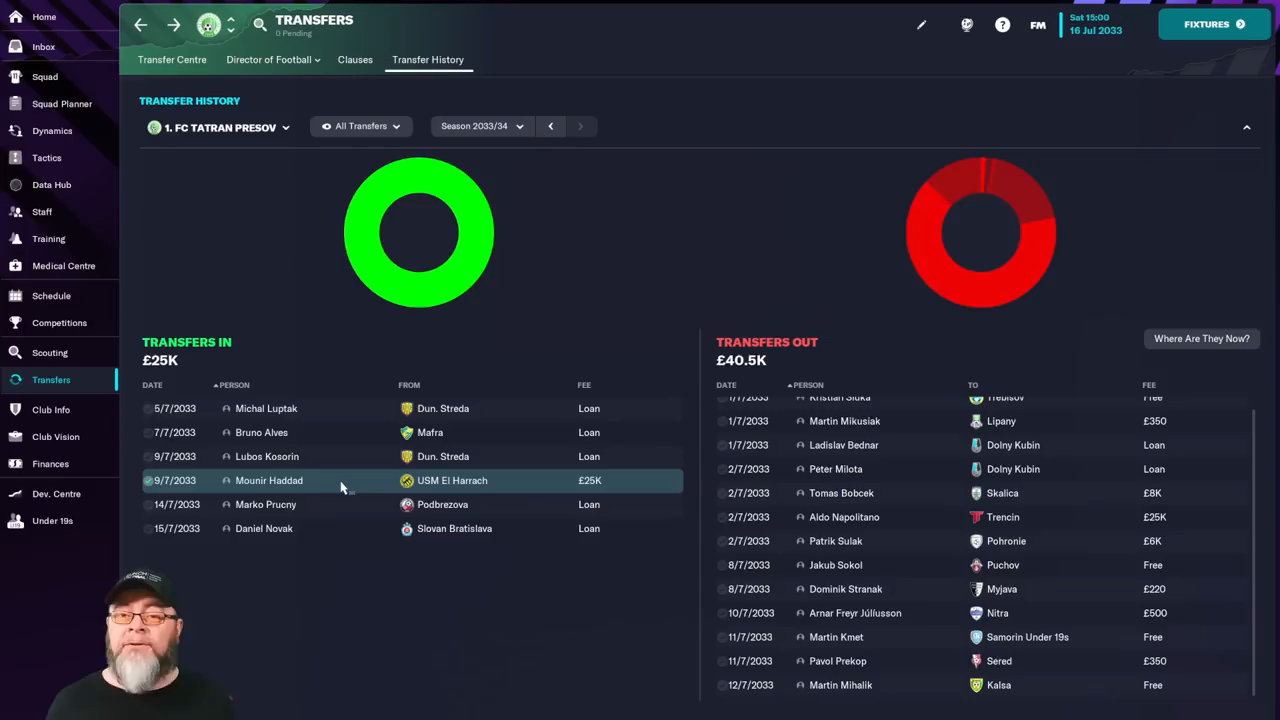 Home
Inbox
Squad
Squad Planner
Dynamics
Tactics
Data Hub
Staff
Training
Medical Centre
Schedule
Competitions
Scouting
Transfers
Club Info
Club Vision
Finances
Dev. Centre
Under 19s
TRANSFERS
0 Pending
FM
Sat 15:00
16 Jul 2033
FIXTURES
Transfer Centre
Director of Football
Clauses
Transfer History
TRANSFER HISTORY
1. FC TATRAN PRESOV
All Transfers
Season 2033/34
TRANSFERS IN
£25K
DATE PERSON FROM FEE
5/7/2033 Michal Luptak Dun. Streda Loan
7/7/2033 Bruno Alves Mafra Loan
9/7/2033 Lubos Kosorin Dun. Streda Loan
9/7/2033 Mounir Haddad USM El Harrach £25K
14/7/2033 Marko Prucny Podbrezova Loan
15/7/2033 Daniel Novak Slovan Bratislava Loan
TRANSFERS OUT
£40.5K
Where Are They Now?
DATE PERSON TO FEE
1/7/2033 Kristian Sluka Trebisov Free
1/7/2033 Martin Mikusiak Lipany £350
1/7/2033 Ladislav Bednar Dolny Kubin Loan
2/7/2033 Peter Milota Dolny Kubin Loan
2/7/2033 Tomas Bobcek Skalica £8K
2/7/2033 Aldo Napolitano Trencin £25K
2/7/2033 Patrik Sulak Pohronie £6K
8/7/2033 Jakub Sokol Puchov Free
8/7/2033 Dominik Stranak Myjava £220
10/7/2033 Arnar Freyr Júlíusson Nitra £500
11/7/2033 Martin Kmet Samorin Under 19s Free
11/7/2033 Pavol Prekop Sered £350
12/7/2033 Martin Mihalik Kalsa Free